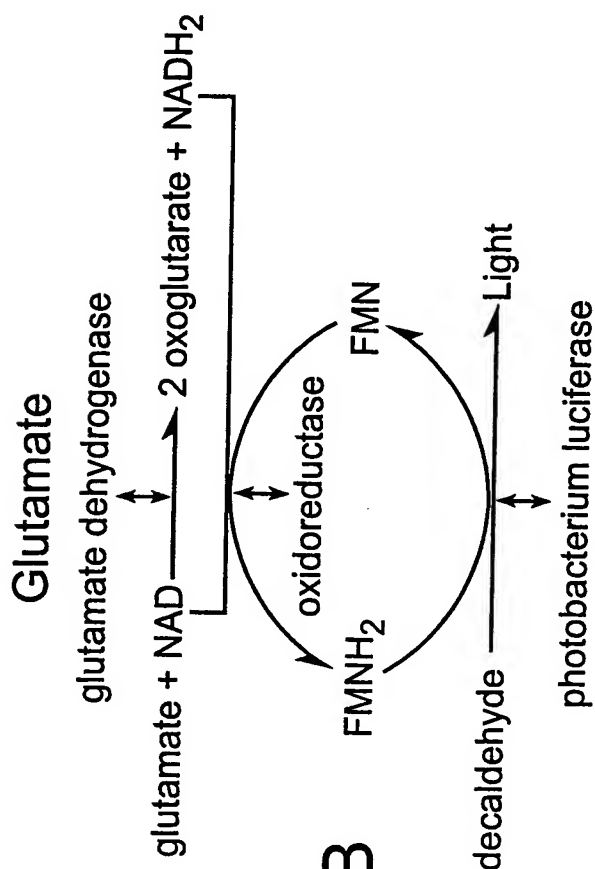 Glutamate
glutamate dehydrogenase
glutamate + NAD 2 oxoglutarate + NADH2
oxidoreductase
FMNH2 FMN
B
decaldehyde Light
photobacterium luciferase